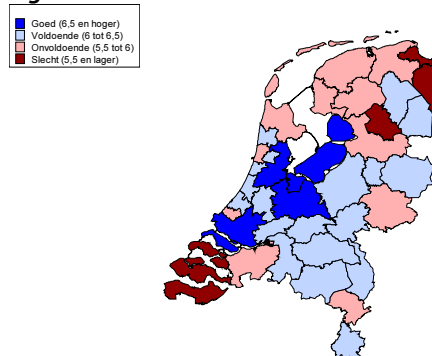 Goed (6,5 en hoger)
Voldoende (6 tot 6,5)
Onvoldoende (5,5 tot 6)
Slecht (5,5 en lager)